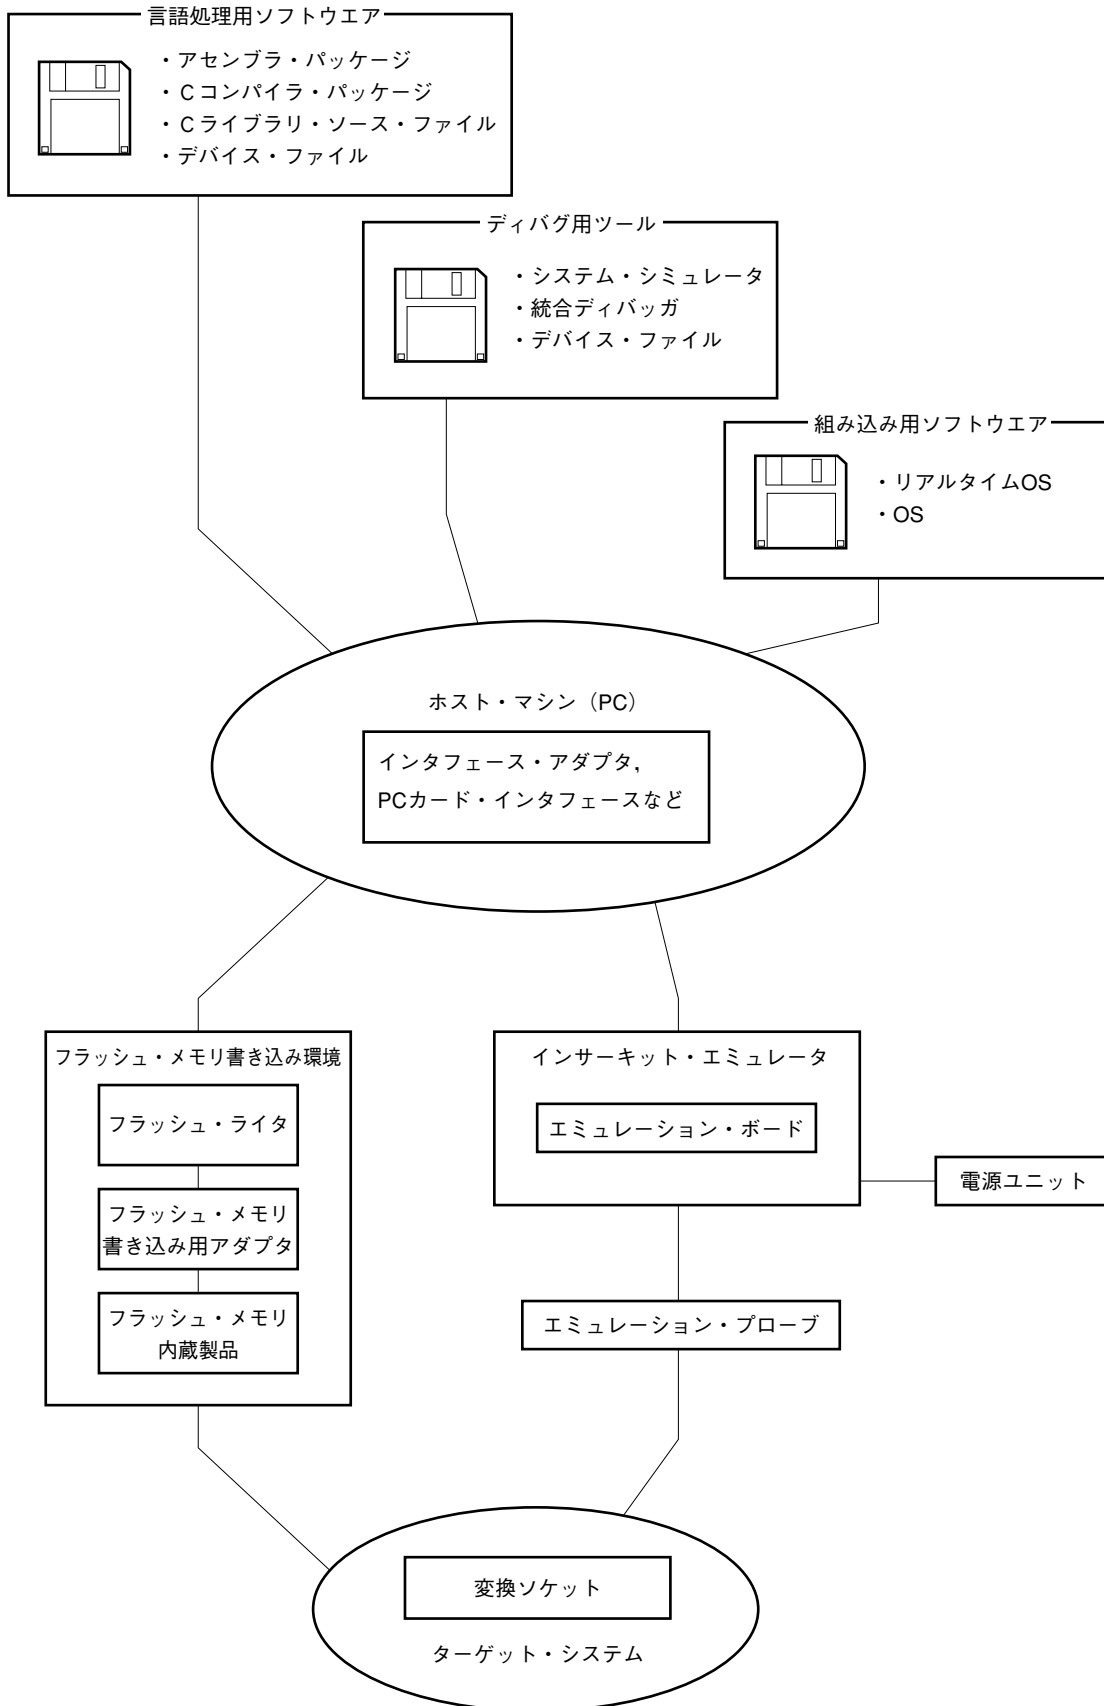 言語処理用ソフトウエア
・アセンブラ・パッケージ
・Cコンパイラ・パッケージ
・Cライブラリ・ソース・ファイル
・デバイス・ファイル
ディバグ用ツール
・システム・シミュレータ
・統合ディバッガ
・デバイス・ファイル
組み込み用ソフトウエア
・リアルタイムOS
・OS
ホスト・マシン（PC）
インタフェース・アダプタ，
PCカード・インタフェースなど
フラッシュ・メモリ書き込み環境
フラッシュ・ライタ
フラッシュ・メモリ
書き込み用アダプタ
フラッシュ・メモリ
内蔵製品
インサーキット・エミュレータ
エミュレーション・ボード
電源ユニット
エミュレーション・プローブ
変換ソケット
ターゲット・システム